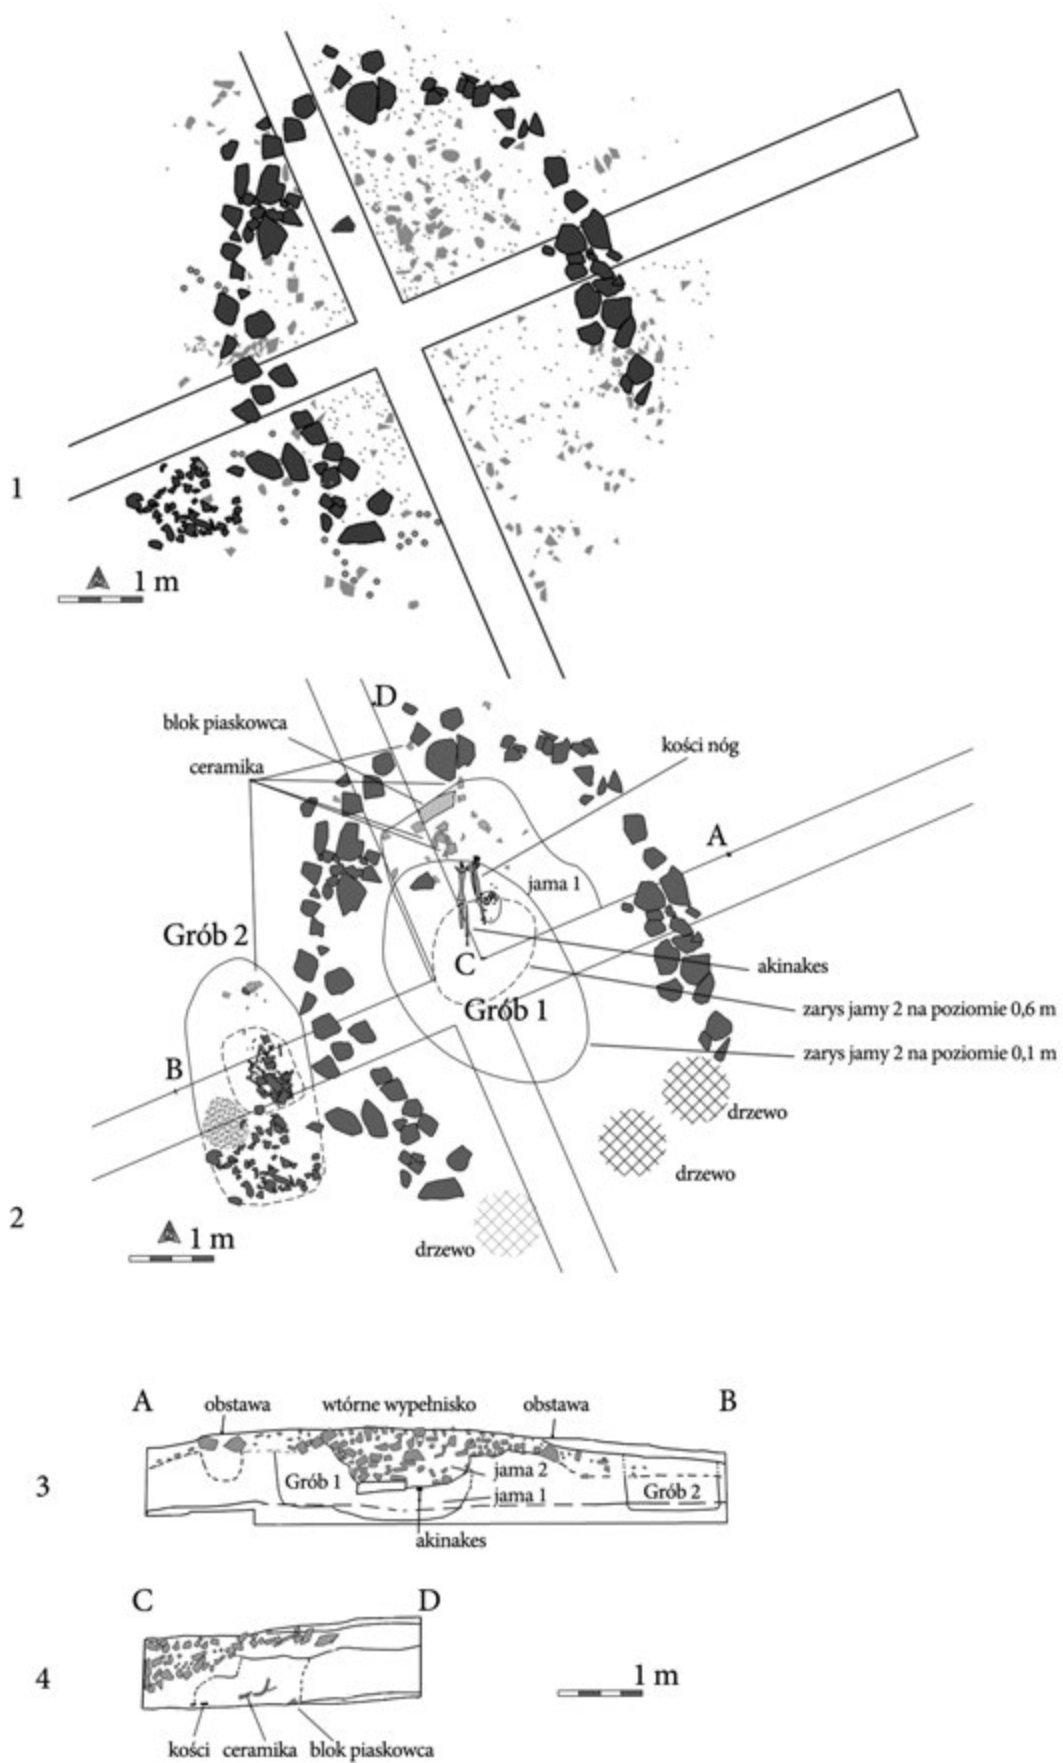 1
1 m
D
blok piaskowca
ceramika
kości nóg
A
jama 1
Grób 2
akinakes
C
Grób 1
zarys jamy 2 na poziomie 0,6 m
zarys jamy 2 na poziomie 0,1 m
B
drzewo
drzewo
2
1 m
drzewo
A
obstawa
wtórne wypełnisko
obstawa
B
3
Grób 1
jama 2
jama 1
Grób 2
akinakes
C
D
4
1 m
kości
ceramika
blok piaskowca